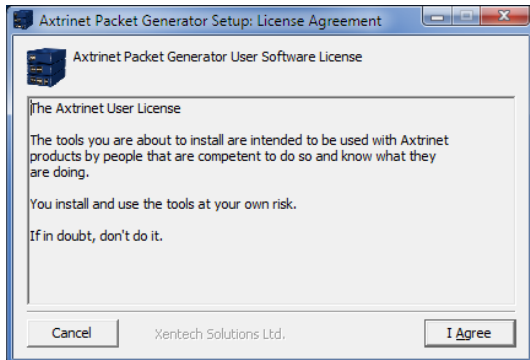 Axtrinet Packet Generator Setup: License Agreement
Axtrinet Packet Generator User Software License
The Axtrinet User License
The tools you are about to install are intended to be used with Axtrinet
products by people that are competent to do so and know what they
are doing.
You install and use the tools at your own risk.
If in doubt, don't do it.
Cancel
Xentech Solutions Ltd.
I Agree